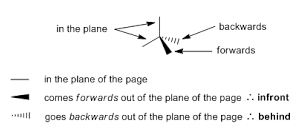 in the plane
backwards
forwards
in the plane of the page
comes forwards out of the plane of the page ∴ infront
goes backwards out of the plane of the page ∴ behind